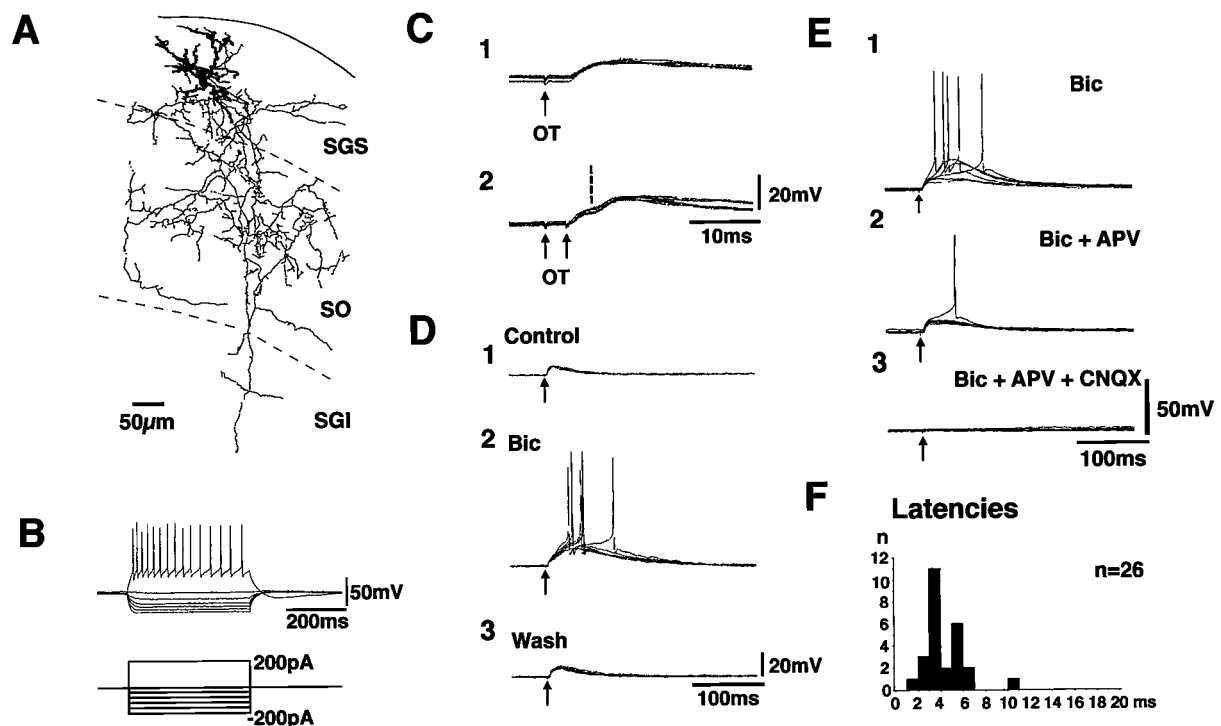 A
SGS
SO
SGI
50µm
B
50mV
200ms
200pA
-200pA
C
1
OT
2
OT
20mV
10ms
D
1 Control
2 Bic
3 Wash
20mV
100ms
E
1
Bic
2
Bic + APV
3
Bic + APV + CNQX
50mV
100ms
F
Latencies
n
n=26
12
10
8
6
4
2
0
0 2 4 6 8 10 12 14 16 18 20 ms